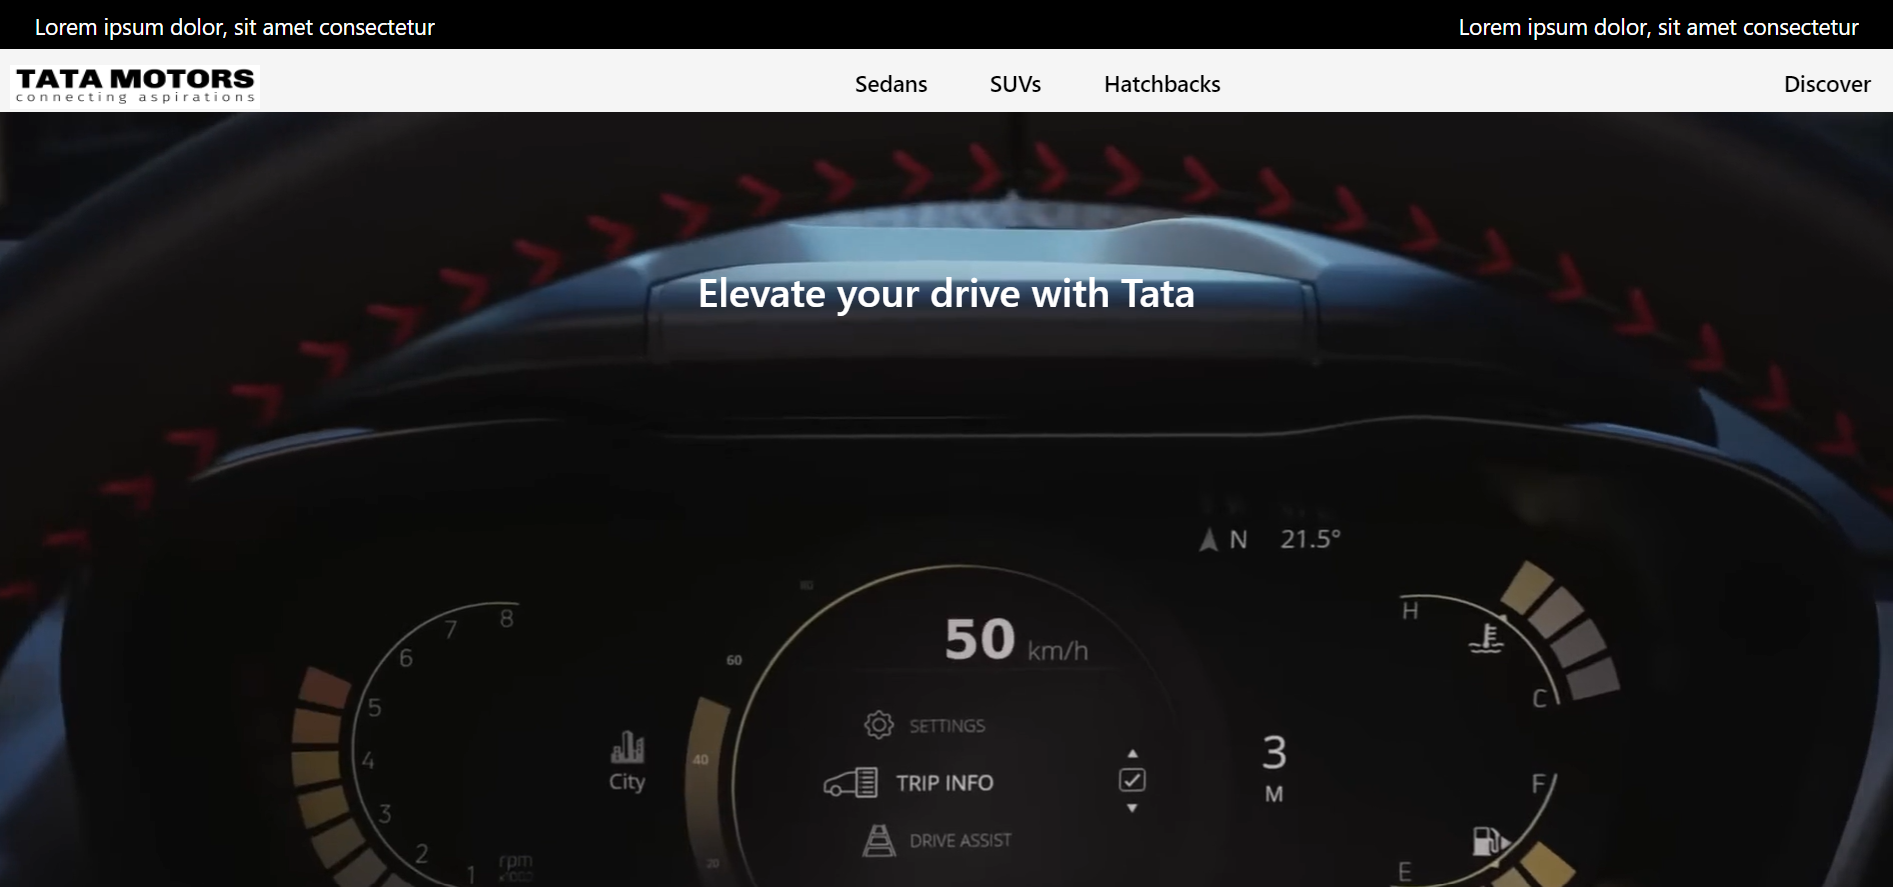 Lorem ipsum dolor, sit amet consectetur
Lorem ipsum dolor, sit amet consectetur
TATA MOTORS
connecting aspirations
Sedans
SUVs
Hatchbacks
Discover
Elevate your drive with Tata
N 21.5°
8
7
6
5
4
3
2
1
rpm
City
80
60
40
20
50 km/h
SETTINGS
TRIP INFO
DRIVE ASSIST
3
M
H
C
F
E